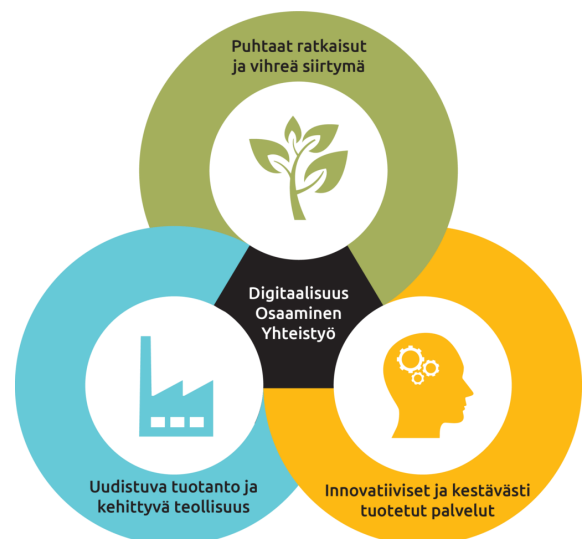 Puhtaat ratkaisut
ja vihreä siirtymä
Digitaalisuus
Osaaminen
Yhteistyö
Uudistuva tuotanto ja
kehittyvä teollisuus
Innovatiiviset ja kestävästi
tuotetut palvelut